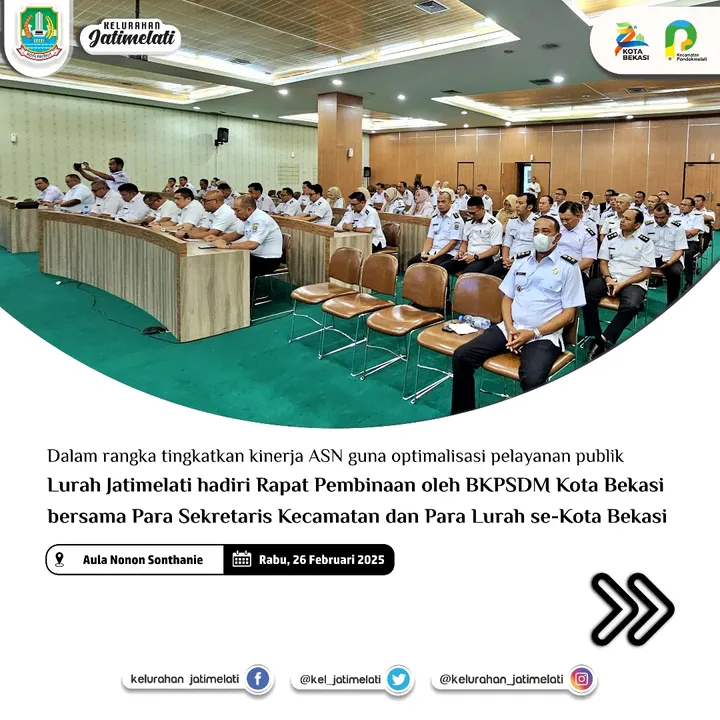 KELURAHAN
Jatimelati
KOTA
BEKASI
Kecamatan
Pondokmelati
Dalam rangka tingkatkan kinerja ASN guna optimalisasi pelayanan publik
Lurah Jatimelati hadiri Rapat Pembinaan oleh BKPSDM Kota Bekasi
bersama Para Sekretaris Kecamatan dan Para Lurah se-Kota Bekasi
Aula Nonon Sonthanie
Rabu, 26 Februari 2025
kelurahan jatimelati
@kel_jatimelati
@kelurahan_jatimelati